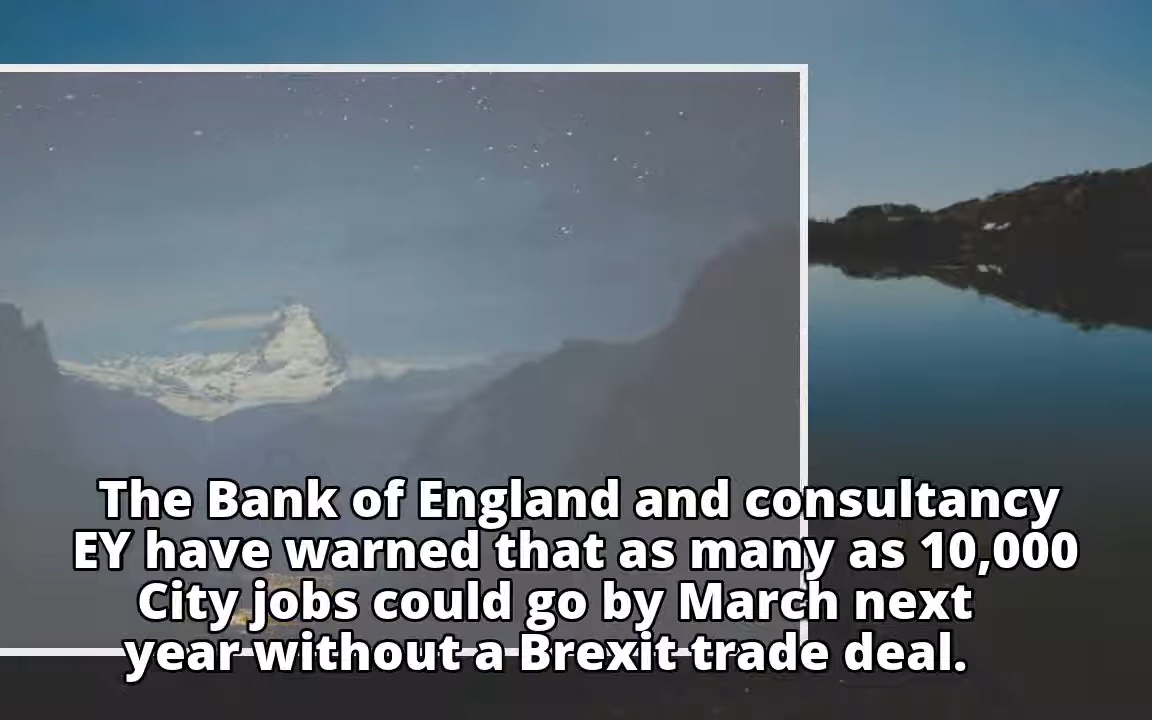 The Bank of England and consultancy
EY have warned that as many as 10,000
City jobs could go by March next
year without a Brexit trade deal.